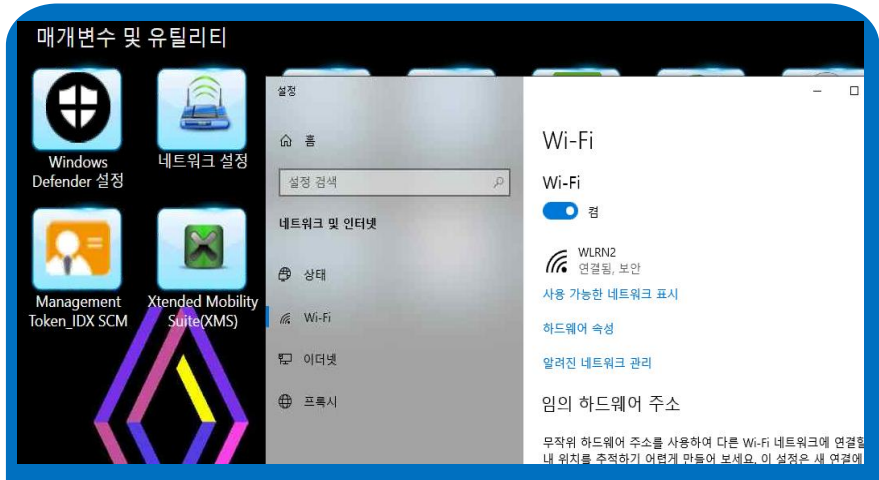 매개변수 및 유틸리티
Windows
Defender 설정
네트워크 설정
Management
Token_IDX SCM
Xtended Mobility
Suite(XMS)
설정
홈
설정 검색
네트워크 및 인터넷
상태
Wi-Fi
이더넷
프록시
Wi-Fi
Wi-Fi
켬
WLRN2
연결됨, 보안
사용 가능한 네트워크 표시
하드웨어 속성
알려진 네트워크 관리
임의 하드웨어 주소
무작위 하드웨어 주소를 사용하여 다른 Wi-Fi 네트워크에 연결할
내 위치를 추적하기 어렵게 만들어 보세요. 이 설정은 새 연결에